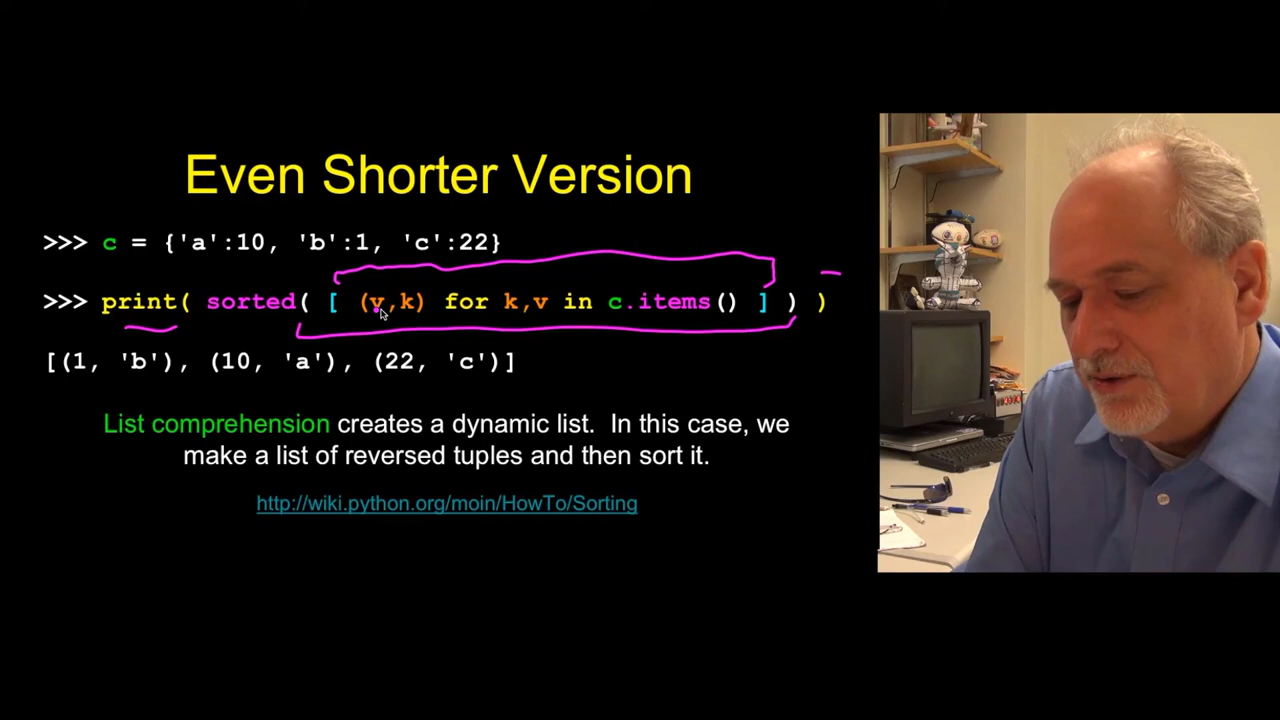 Even Shorter Version
>>> c = {'a':10, 'b':1, 'c':22}
>>> print( sorted( [ (v,k) for k,v in c.items() ] ) )
[(1, 'b'), (10, 'a'), (22, 'c')]
List comprehension creates a dynamic list. In this case, we
make a list of reversed tuples and then sort it.
http://wiki.python.org/moin/HowTo/Sorting